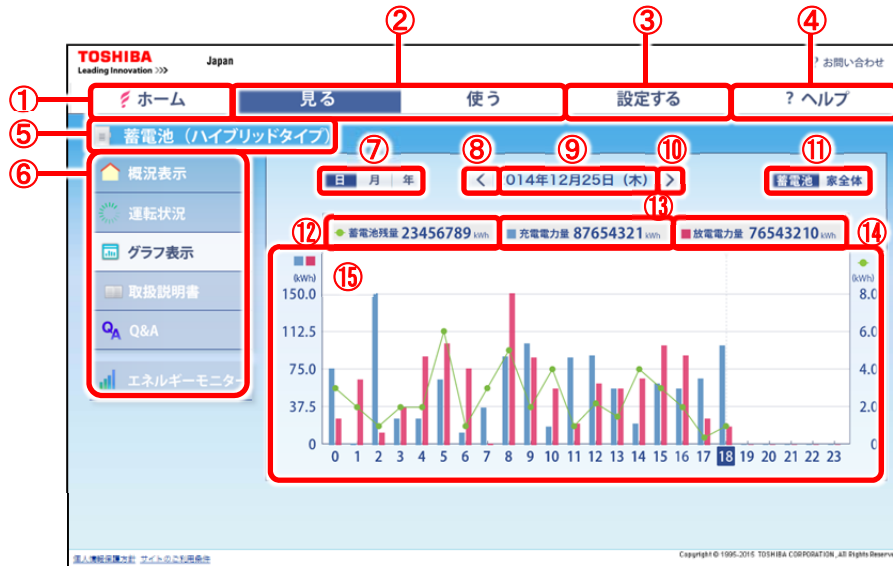 ② ③ ④
TOSHIBA Japan
Leading Innovation >>> ? お問い合わせ
① ホーム 見る 使う 設定する ? ヘルプ
⑤ 蓄電池（ハイブリッドタイプ）
⑥ ⑦ ⑧ ⑨ ⑩ ⑪
概況表示
日 月 年 < 014年12月25日（木） > 蓄電池 家全体
運転状況
⑬
⑫ 蓄電池残量 23456789 kWh 充電電力量 87654321 kWh 放電電力量 76543210 kWh ⑭
グラフ表示
取扱説明書
Q&A
エネルギーモニター
⑮
(kWh) (kWh)
150.0 8.0
112.5 6.0
75.0 4.0
37.5 2.0
0 0
0 1 2 3 4 5 6 7 8 9 10 11 12 13 14 15 16 17 18 19 20 21 22 23
個人情報保護方針 サイトのご利用条件
Copyright © 1995-2015 TOSHIBA CORPORATION, All Rights Reserve